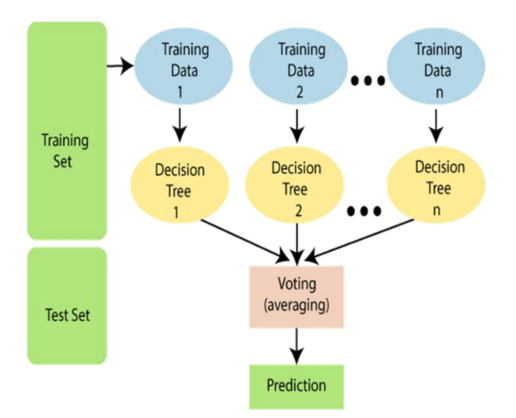 Training
Set
Training
Data
1
Training
Data
2
Training
Data
n
Decision
Tree
1
Decision
Tree
2
Decision
Tree
n
Test Set
Voting
(averaging)
Prediction